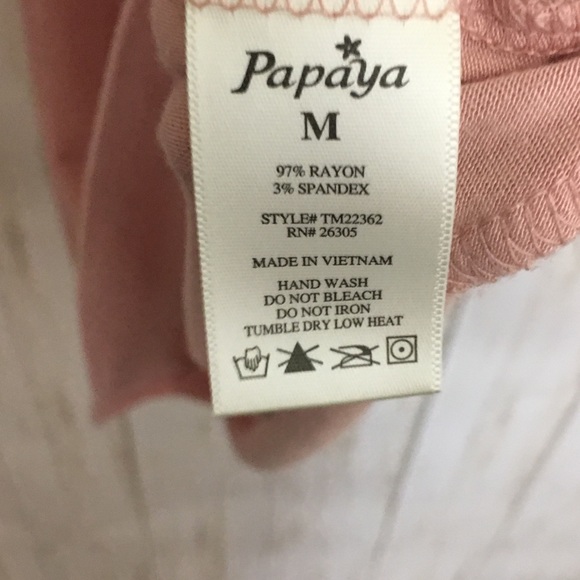 Papaya
M
97% RAYON
3% SPANDEX
STYLE# TM22362
RN# 26305
MADE IN VIETNAM
HAND WASH
DO NOT BLEACH
DO NOT IRON
TUMBLE DRY LOW HEAT